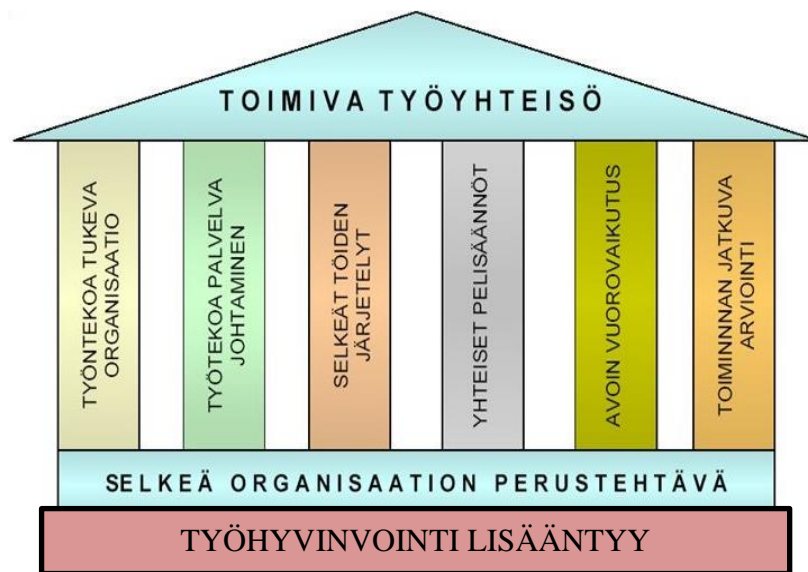 TOIMIVA TYÖYHTEISÖ
TYÖNTEKOA TUKEVA
ORGANISAATIO
TYÖTEKOA PALVELVA
JOHTAMINEN
SELKEÄT TÖIDEN
JÄRJETELYT
YHTEISET PELISÄÄNNÖT
AVOIN VUOROVAIKUTUS
TOIMINNNAN JATKUVA
ARVIOINTI
SELKEÄ ORGANISAATION PERUSTEHTÄVÄ
TYÖHYVINVOINTI LISÄÄNTYY